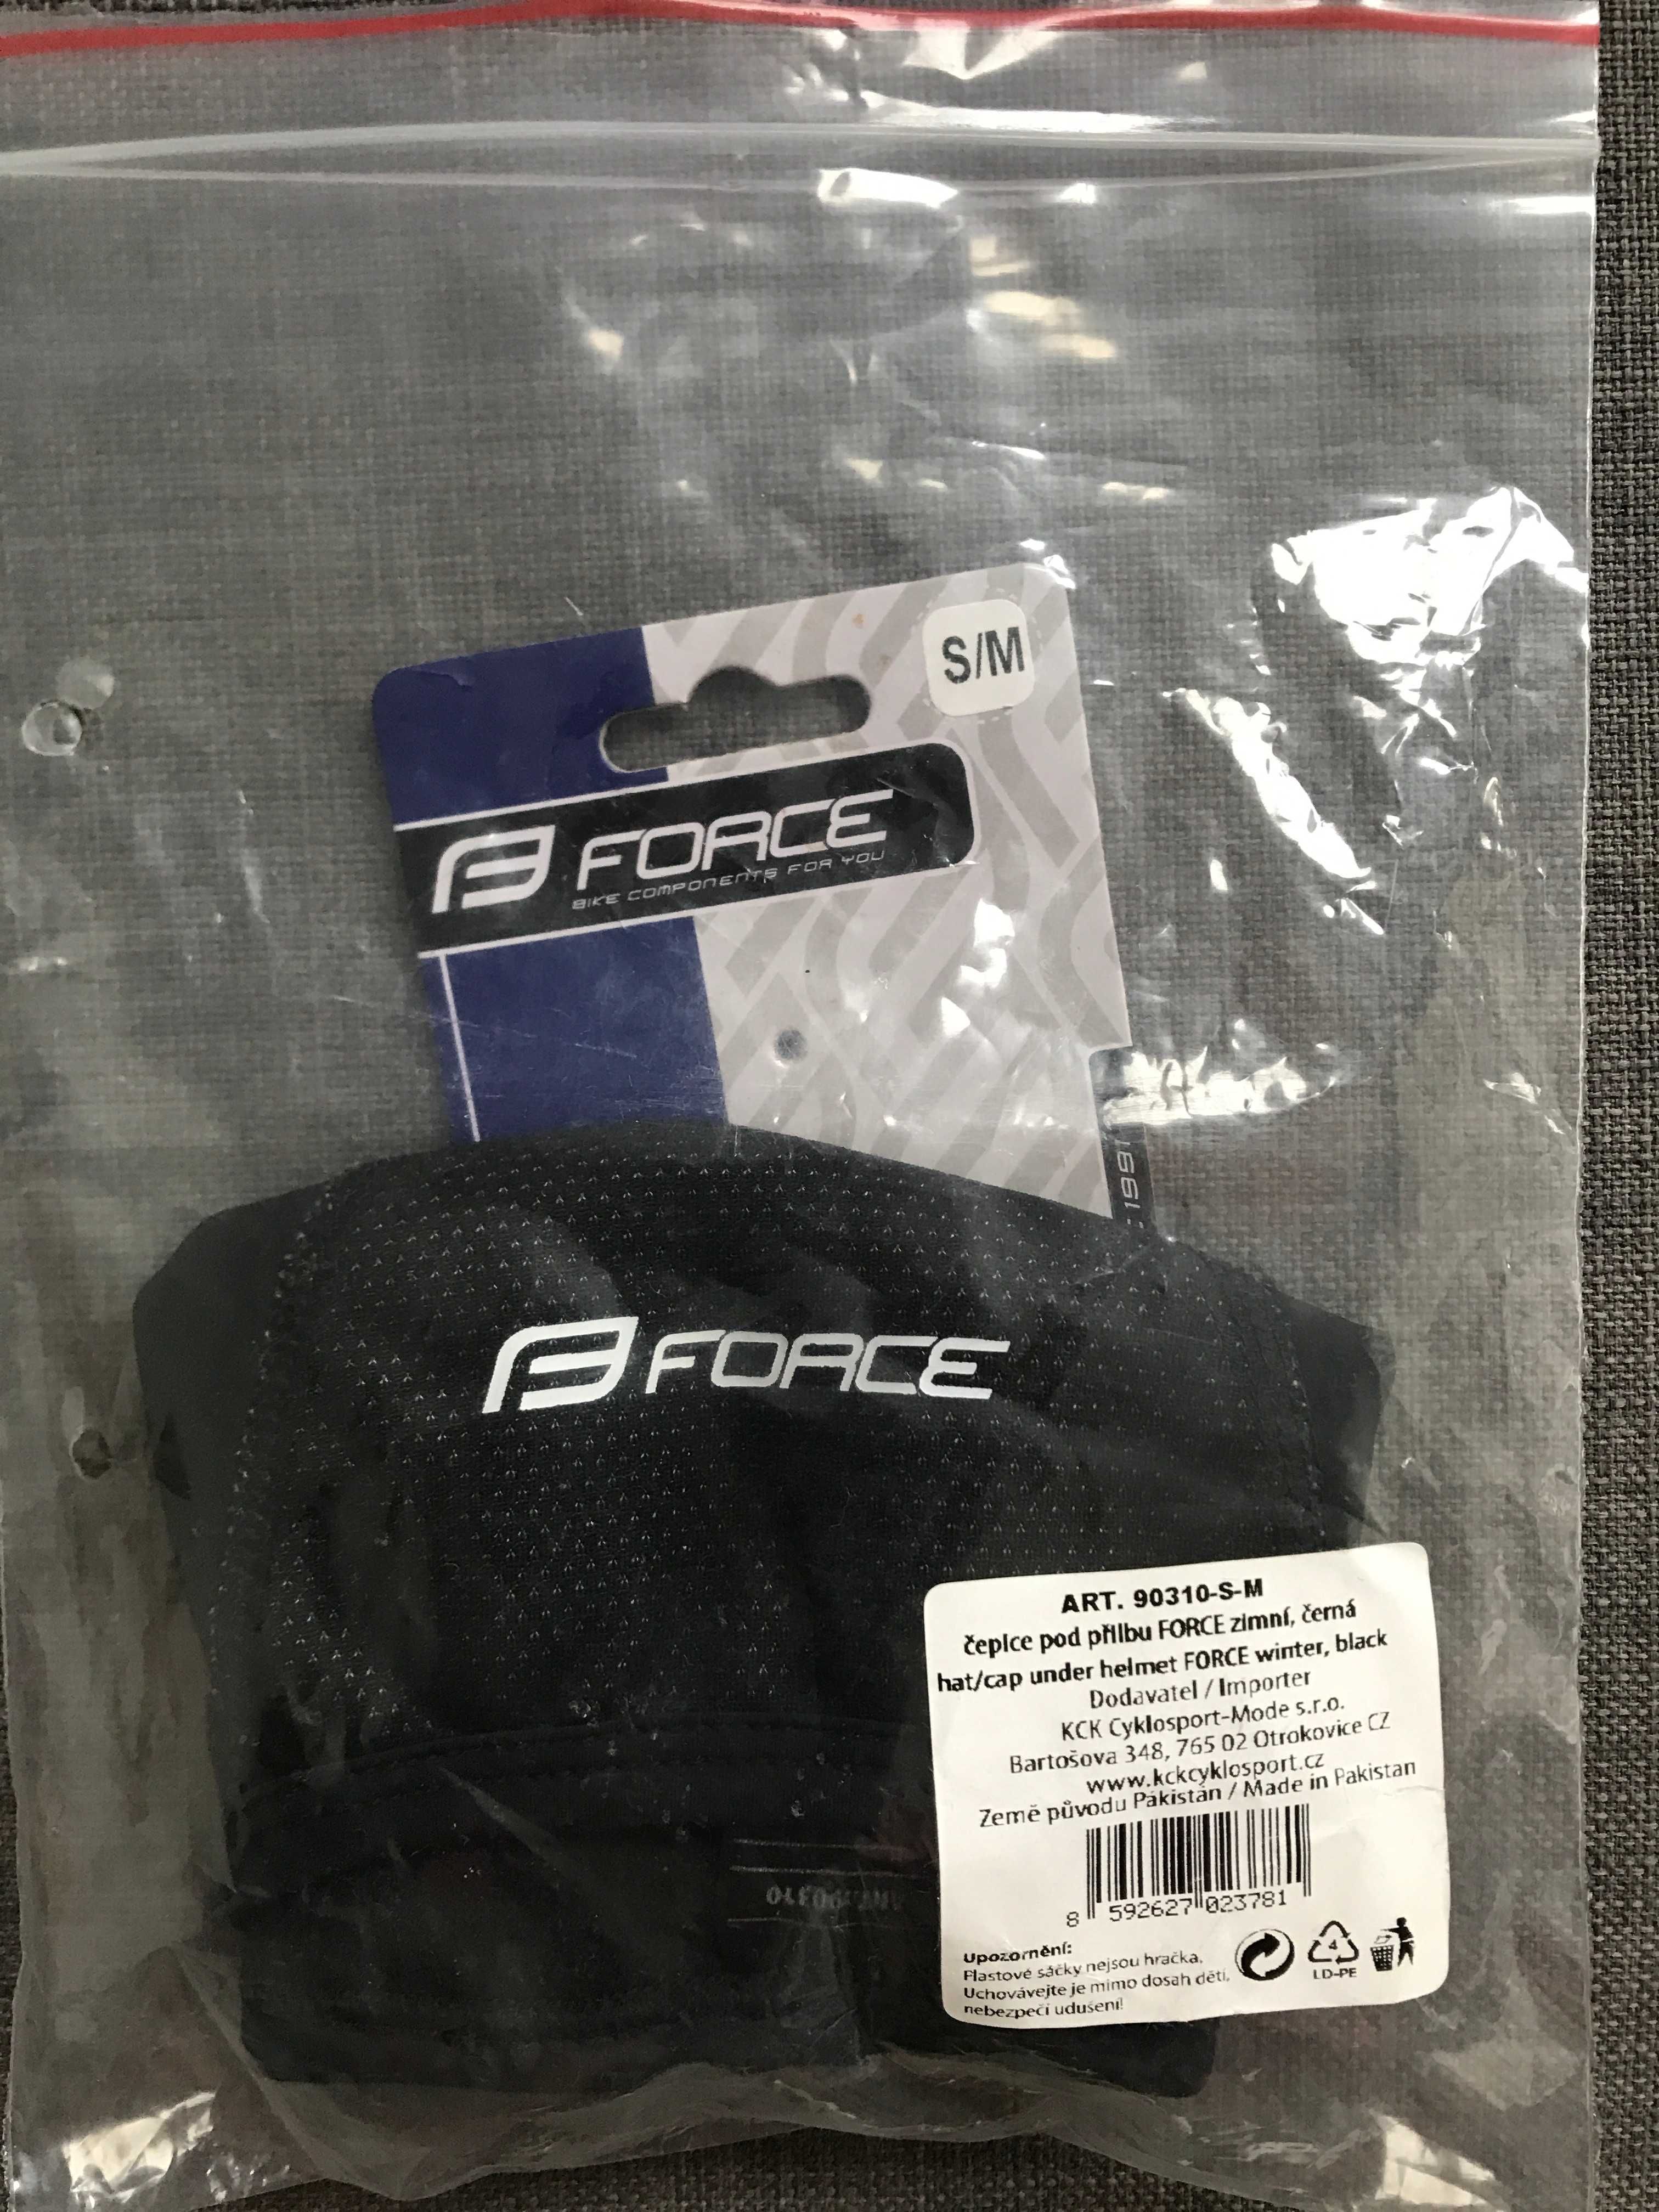 S/M
FORCE
BIKE COMPONENTS FOR YOU
FORCE
ART. 90310-S-M
čepice pod přilbu FORCE zimní, černá
hat/cap under helmet FORCE winter, black
Dodavatel / Importer
KCK Cyklosport-Mode s.r.o.
Bartošova 348, 765 02 Otrokovice CZ
www.kckcyklosport.cz
Země původu Pákistán / Made in Pakistan
8 592627 023781
Upozornění:
Plastové sáčky nejsou hračka.
Uchovávejte je mimo dosah dětí,
nebezpečí udušení!
4
LD-PE